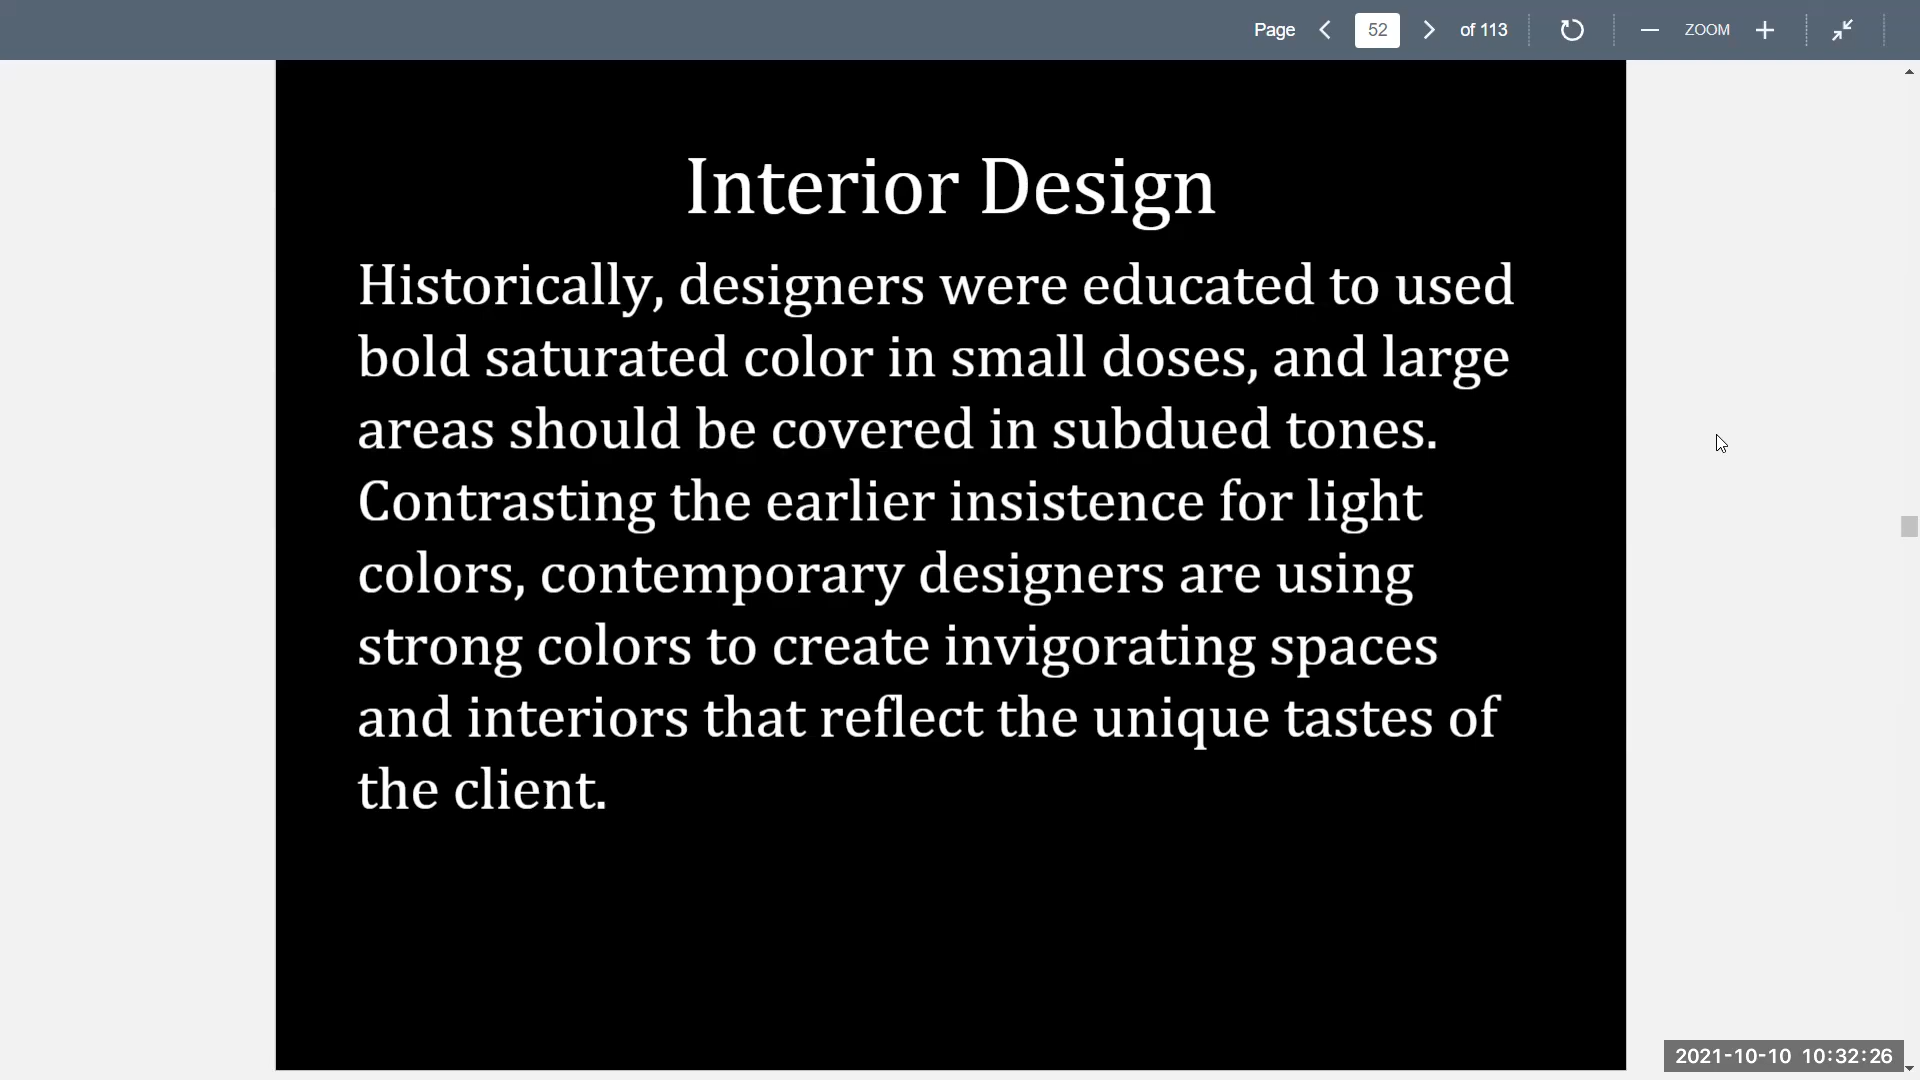 Page 52 of 113 ZOOM
Interior Design
Historically, designers were educated to used
bold saturated color in small doses, and large
areas should be covered in subdued tones.
Contrasting the earlier insistence for light
colors, contemporary designers are using
strong colors to create invigorating spaces
and interiors that reflect the unique tastes of
the client.
2021-10-10 10:32:26